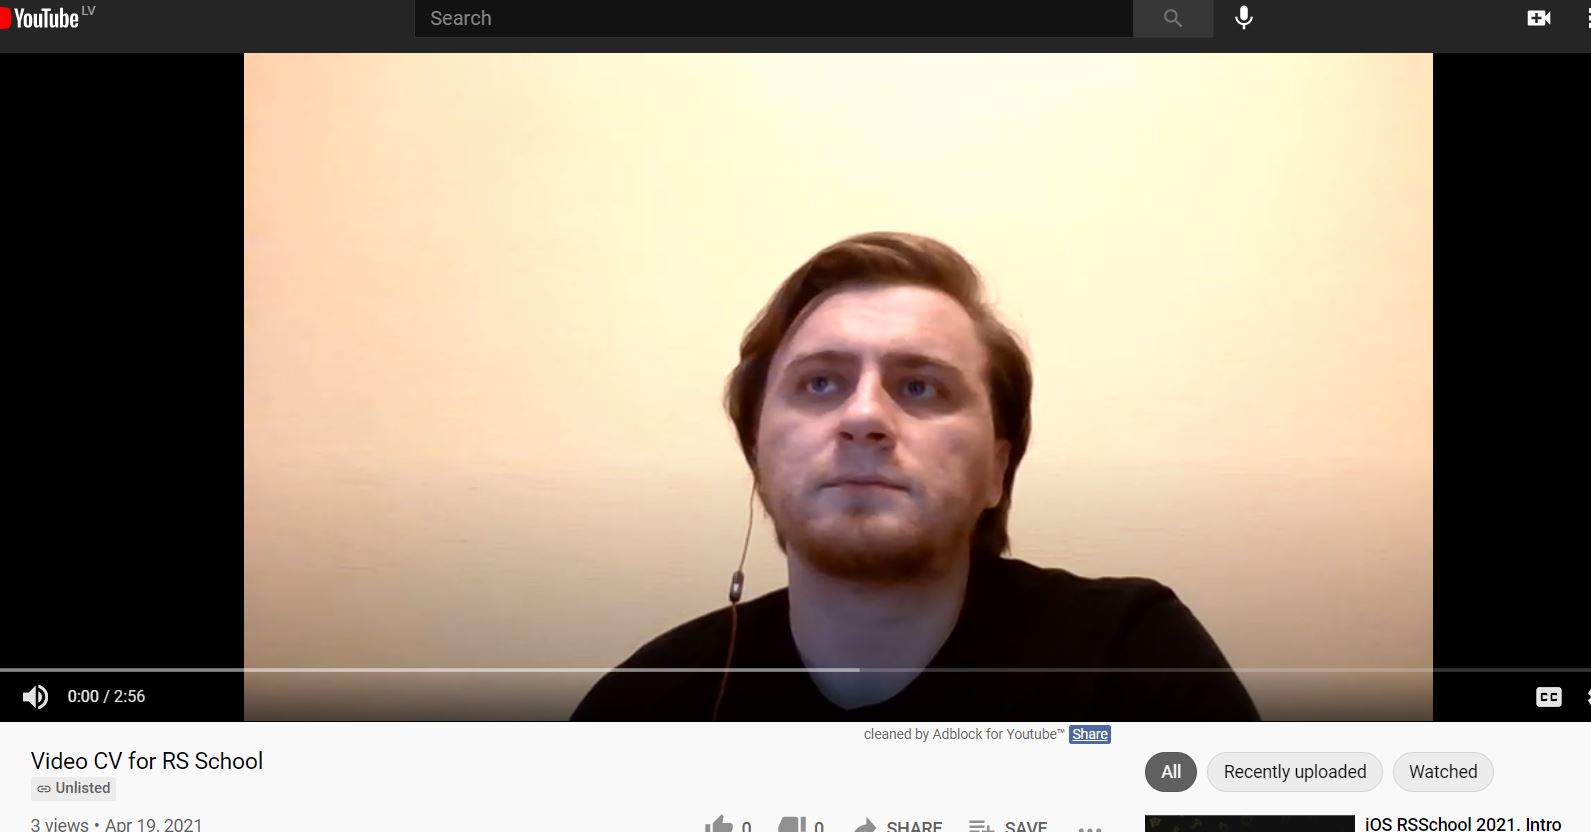 YouTube LV
Search
0:00 / 2:56
CC
cleaned by Adblock for Youtube™ Share
Video CV for RS School
Unlisted
All
Recently uploaded
Watched
3 views • Apr 19, 2021
0
0
SHARE
SAVE
iOS RSSchool 2021. Intro